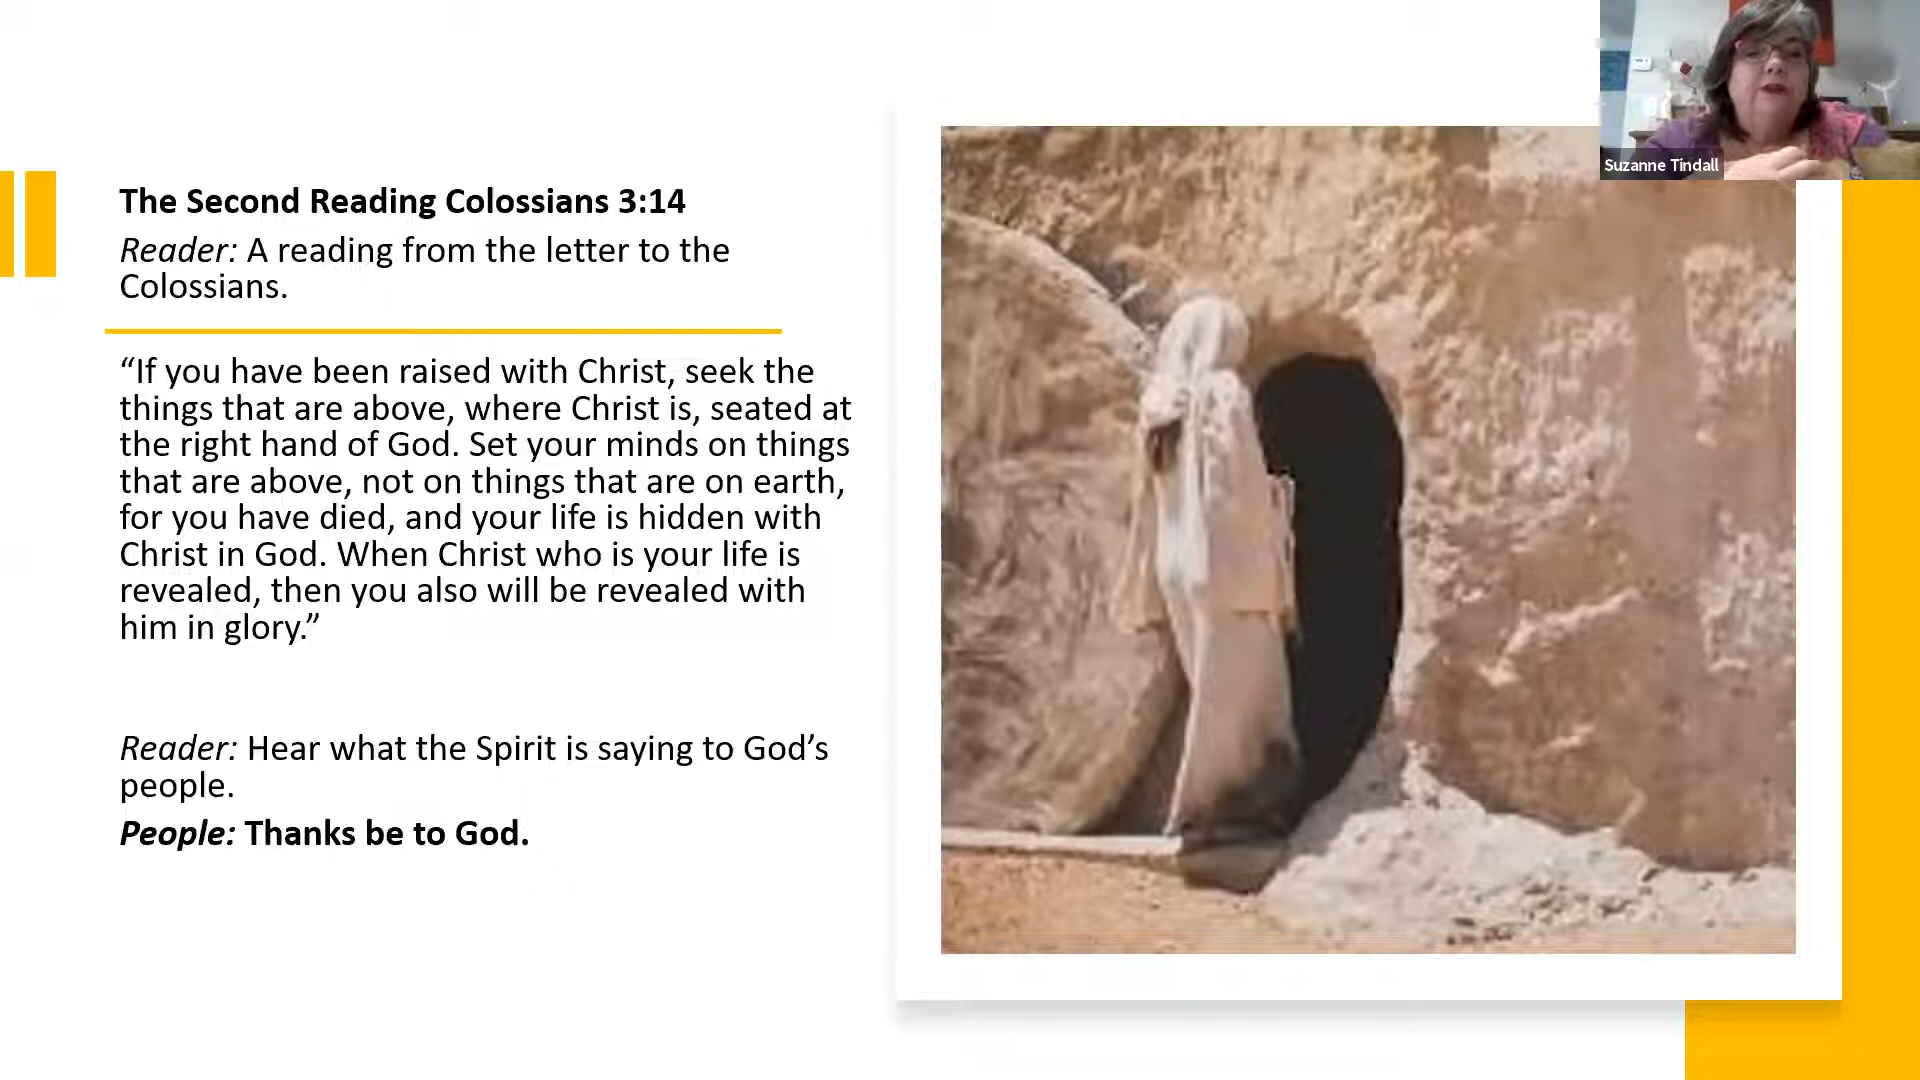 Suzanne Tindall
The Second Reading Colossians 3:14
Reader: A reading from the letter to the
Colossians.
“If you have been raised with Christ, seek the
things that are above, where Christ is, seated at
the right hand of God. Set your minds on things
that are above, not on things that are on earth,
for you have died, and your life is hidden with
Christ in God. When Christ who is your life is
revealed, then you also will be revealed with
him in glory.”
Reader: Hear what the Spirit is saying to God’s
people.
People: Thanks be to God.